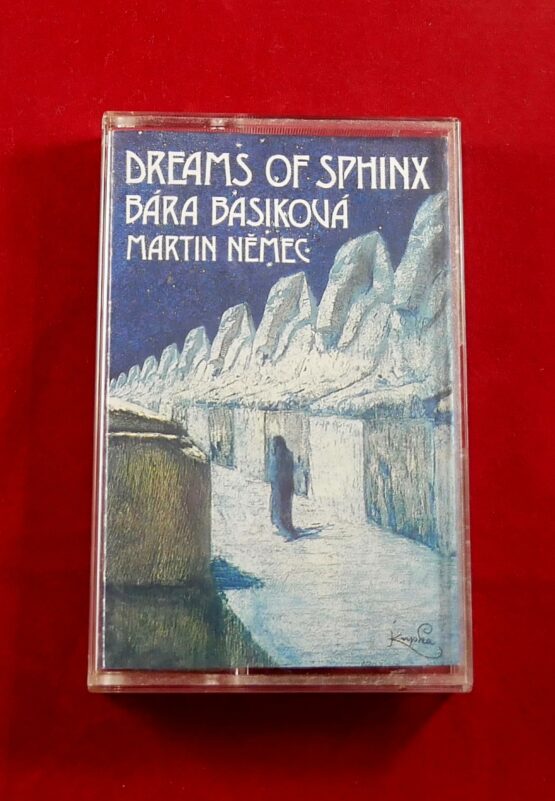 DREAMS OF SPHINX
BÁRA BASIKOVÁ
MARTIN NĚMEC